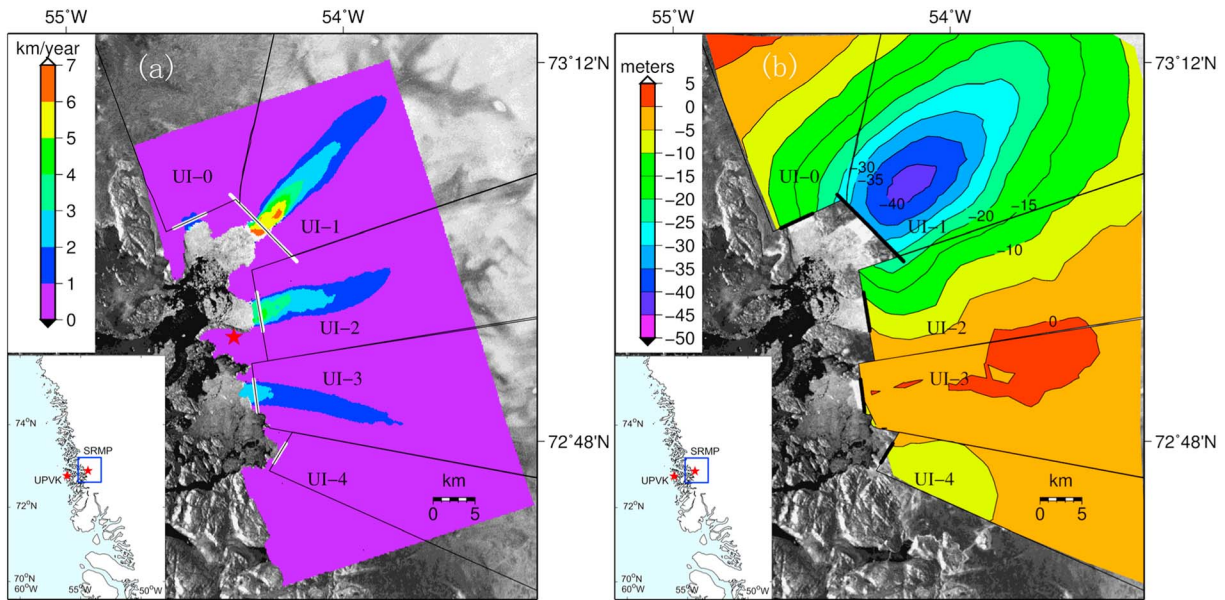 55°W 54°W
km/year
7
6
5
4
3
2
1
0
(a)
73°12'N
UI−0
UI−1
UI−2
UI−3
UI−4
72°48'N
km
0 5
74°N
SRMP
UPVK
72°N
70°N
60°W 55°W 50°W
55°W 54°W
meters
5
0
−5
−10
−15
−20
−25
−30
−35
−40
−45
−50
(b)
73°12'N
UI−0
−30
−35
−40
UI−1
−20
−15
−10
UI−2
0
UI−3
72°48'N
UI−4
km
0 5
74°N
SRMP
UPVK
72°N
70°N
60°W 55°W 50°W